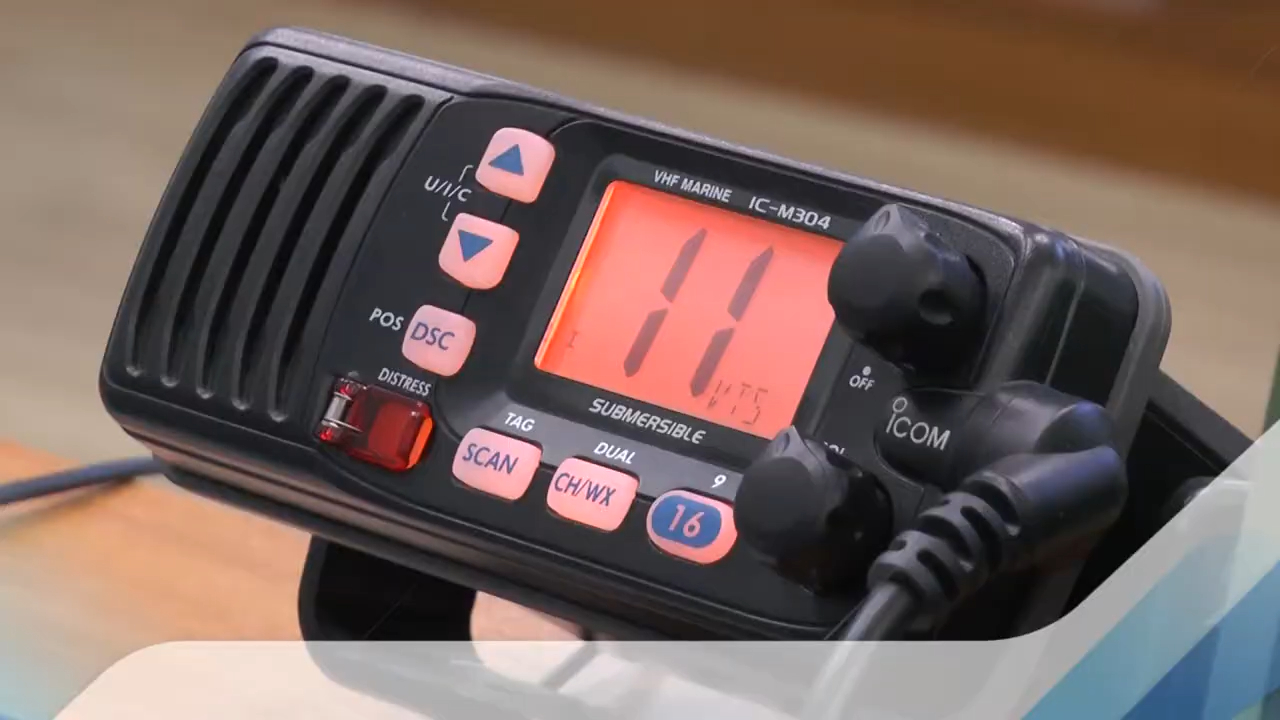 VHF MARINE IC-M304
U/I/C
11
VTS
POS
DSC
DISTRESS
SUBMERSIBLE
TAG
SCAN
DUAL
CH/WX
9
16
OFF
ICOM